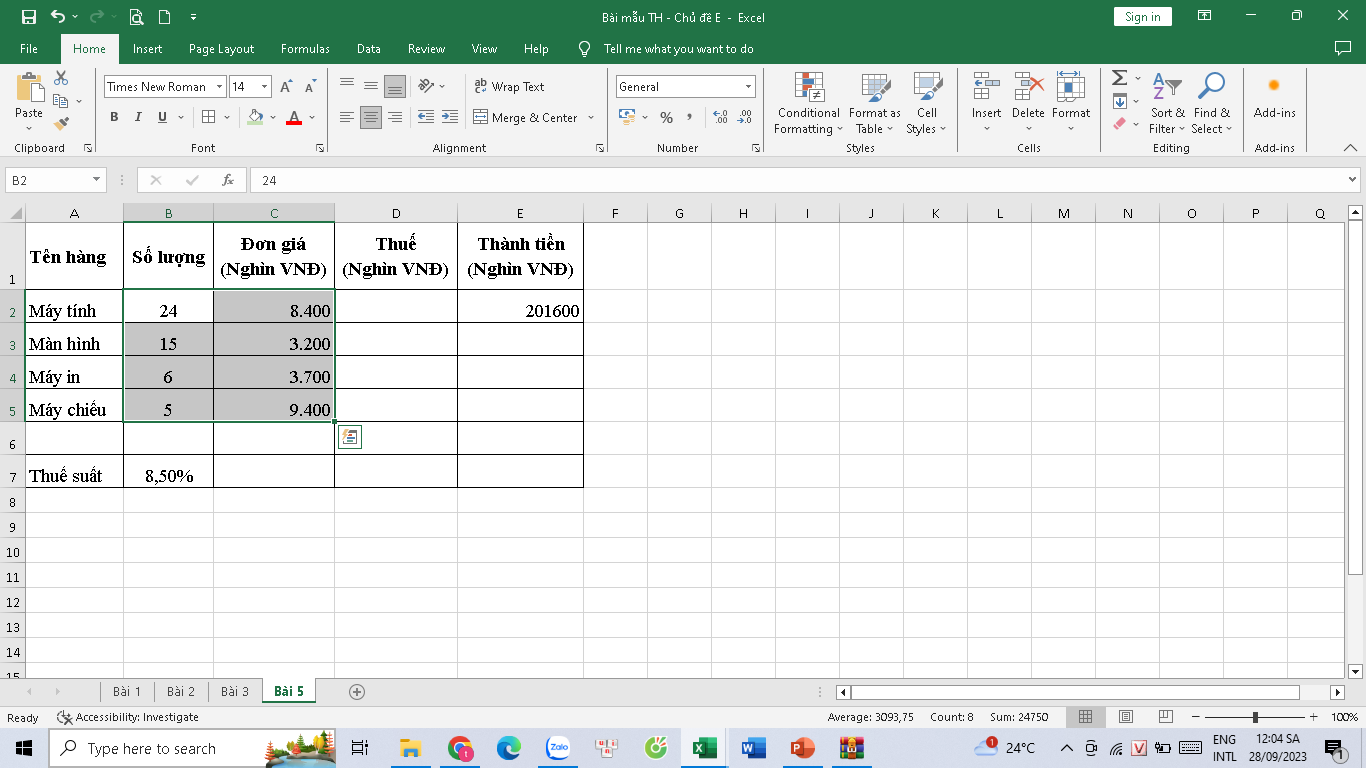 Bài mẫu TH - Chủ đề E - Excel
Sign in
File Home Insert Page Layout Formulas Data Review View Help Tell me what you want to do
Paste
Clipboard
Times New Roman 14
B I U
Font
Wrap Text
Merge & Center
Alignment
General
Number
Conditional Formatting
Format as Table
Cell Styles
Styles
Insert Delete Format
Cells
Sort & Filter
Find & Select
Editing
Add-ins
Add-ins
B2 fx 24
A B C D E F G H I J K L M N O P Q
1 Tên hàng Số lượng Đơn giá (Nghìn VNĐ) Thuế (Nghìn VNĐ) Thành tiền (Nghìn VNĐ)
2 Máy tính 24 8.400 201600
3 Màn hình 15 3.200
4 Máy in 6 3.700
5 Máy chiếu 5 9.400
6
7 Thuế suất 8,50%
8
9
10
11
12
13
14
15
Bài 1 Bài 2 Bài 3 Bài 5
Ready Accessibility: Investigate Average: 3093,75 Count: 8 Sum: 24750 100%
Type here to search
Zalo
1
24°C
ENG
INTL
12:04 SA
28/09/2023
1